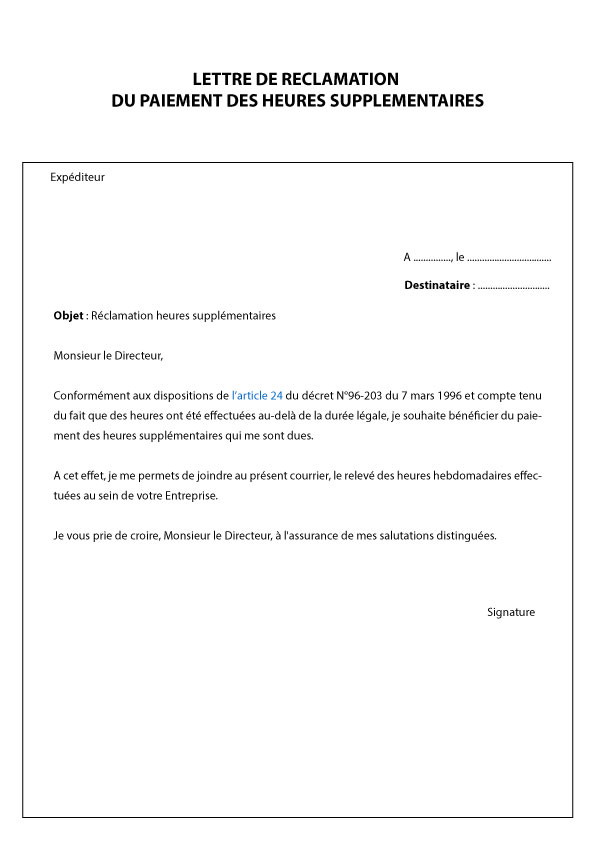 LETTRE DE RECLAMATION
DU PAIEMENT DES HEURES SUPPLEMENTAIRES
Expéditeur
A ..............., le ..................................
Destinataire : .............................
Objet : Réclamation heures supplémentaires
Monsieur le Directeur,
Conformément aux dispositions de l'article 24 du décret N°96-203 du 7 mars 1996 et compte tenu
du fait que des heures ont été effectuées au-delà de la durée légale, je souhaite bénéficier du paie-
ment des heures supplémentaires qui me sont dues.
A cet effet, je me permets de joindre au présent courrier, le relevé des heures hebdomadaires effec-
tuées au sein de votre Entreprise.
Je vous prie de croire, Monsieur le Directeur, à l'assurance de mes salutations distinguées.
Signature